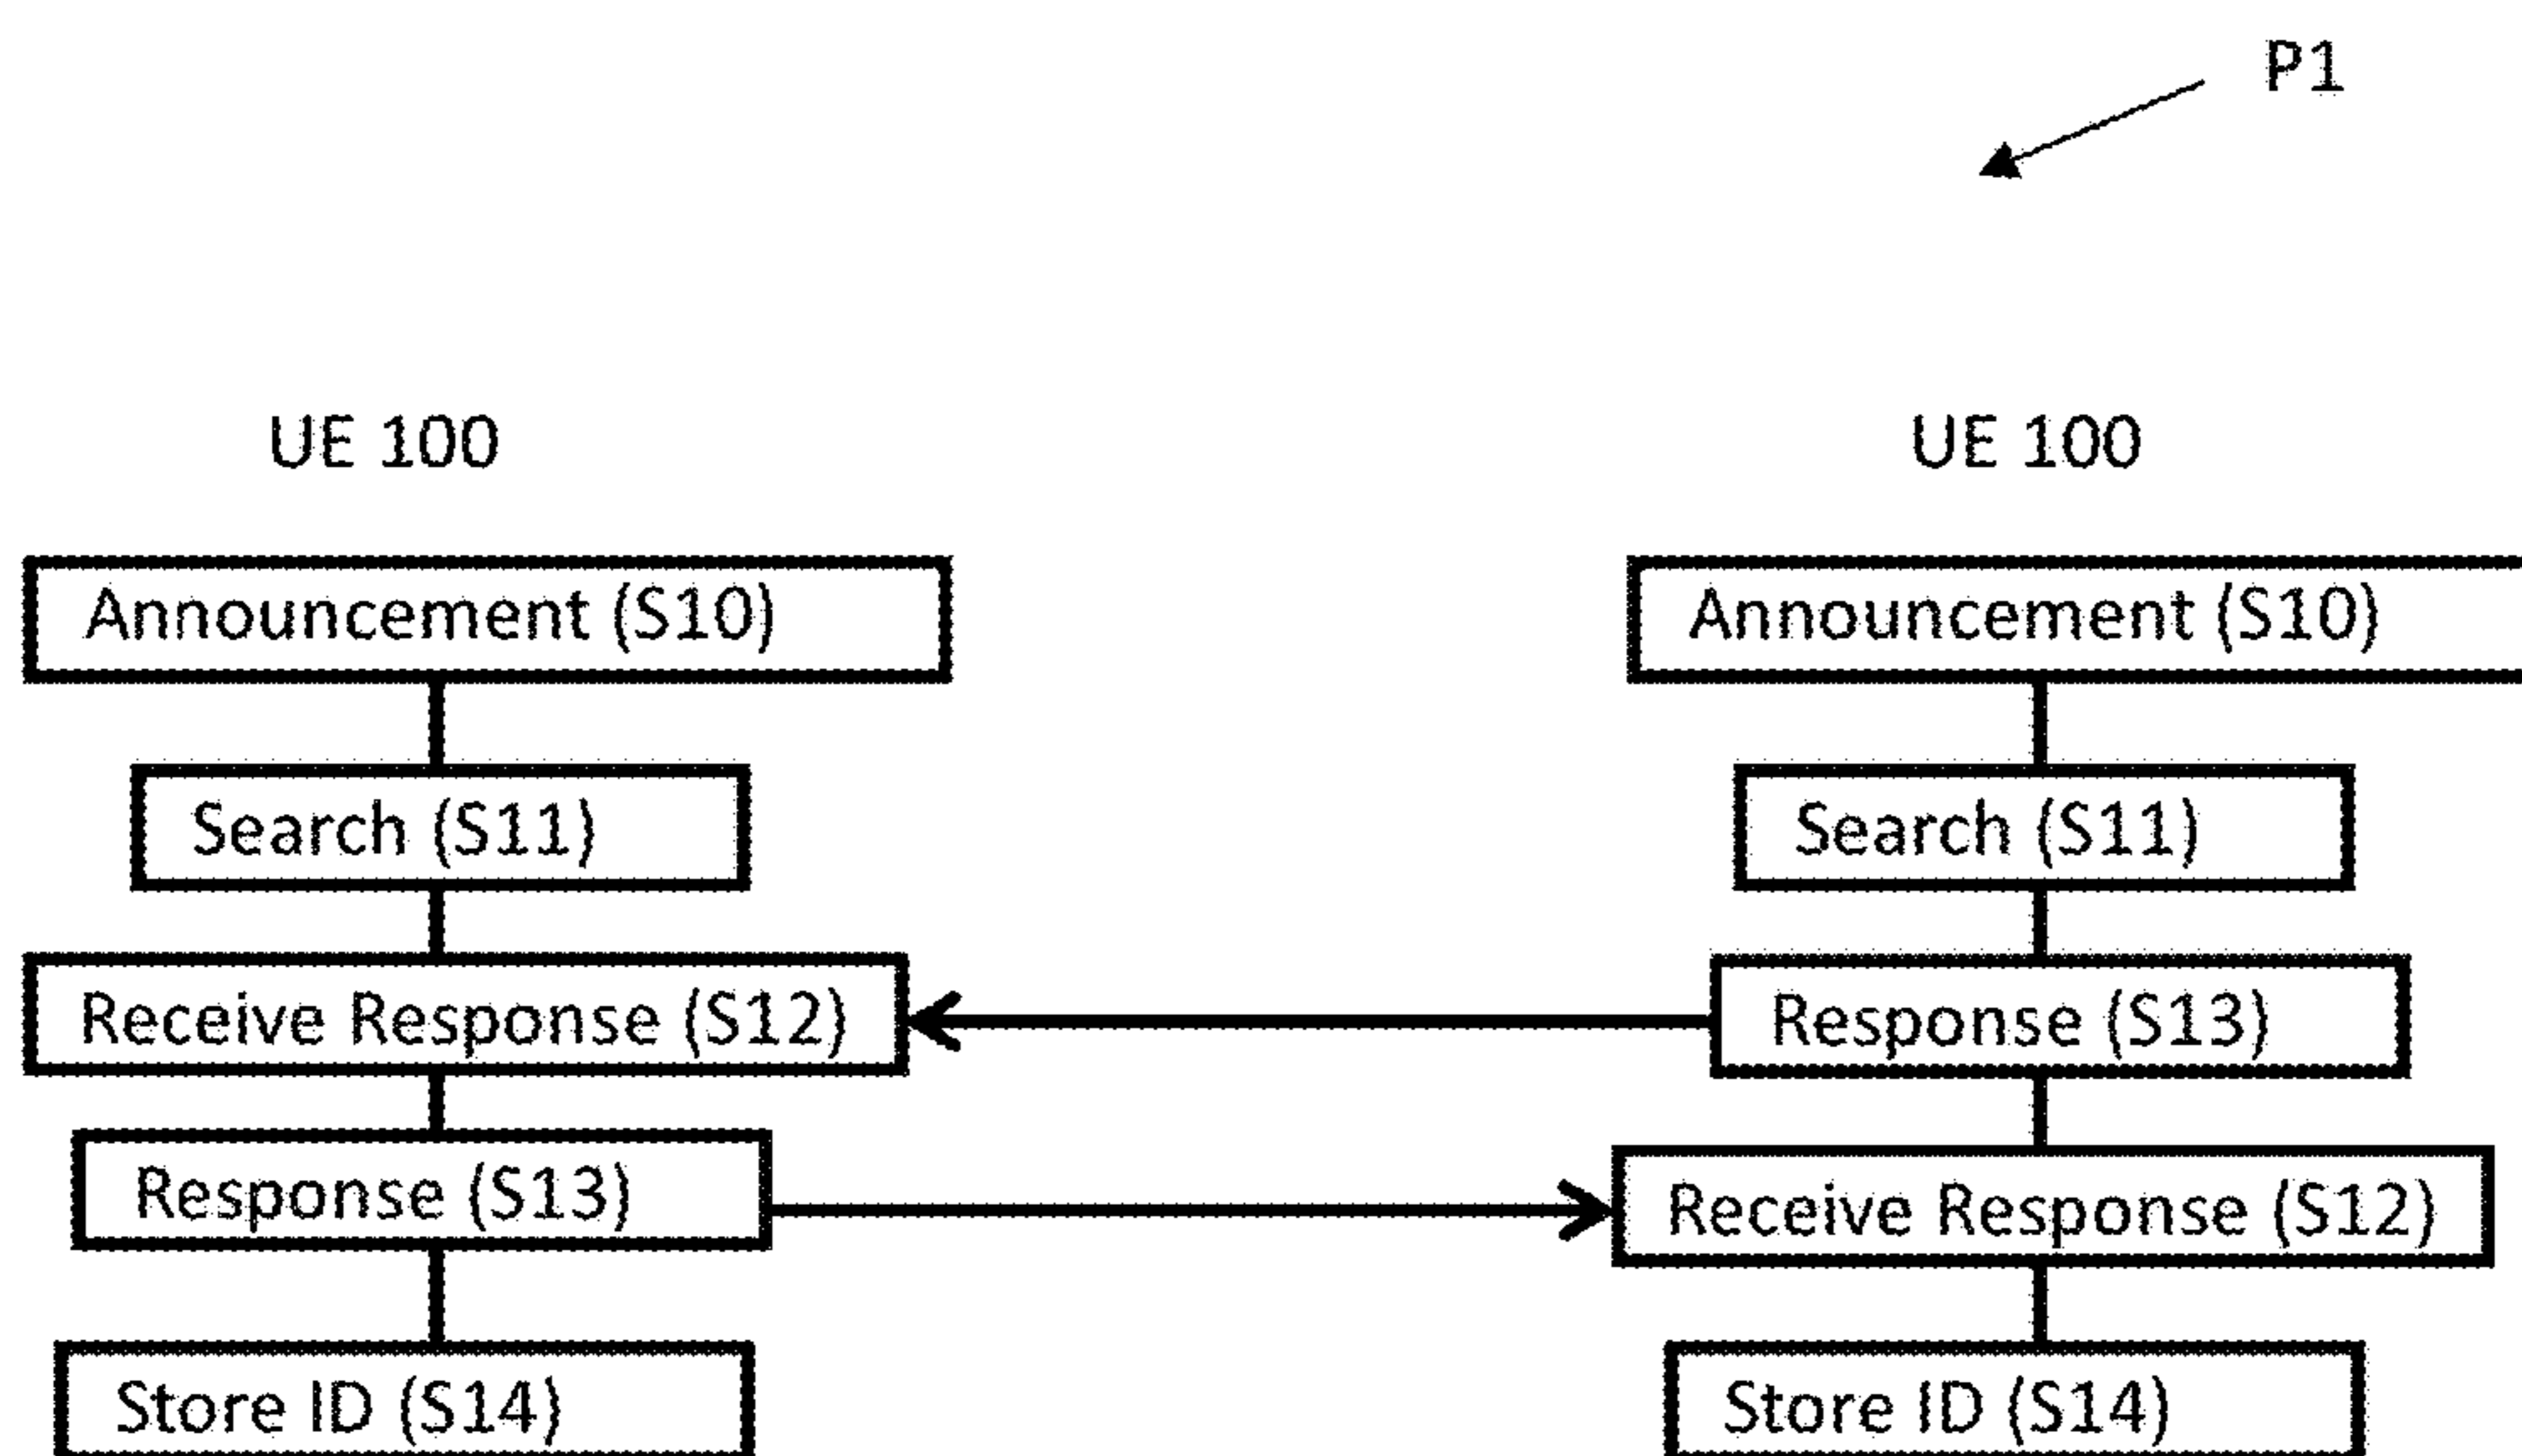 P1
UE 100 UE 100
Announcement (S10) Announcement (S10)
Search (S11) Search (S11)
Receive Response (S12) Response (S13)
Response (S13) Receive Response (S12)
Store ID (S14) Store ID (S14)